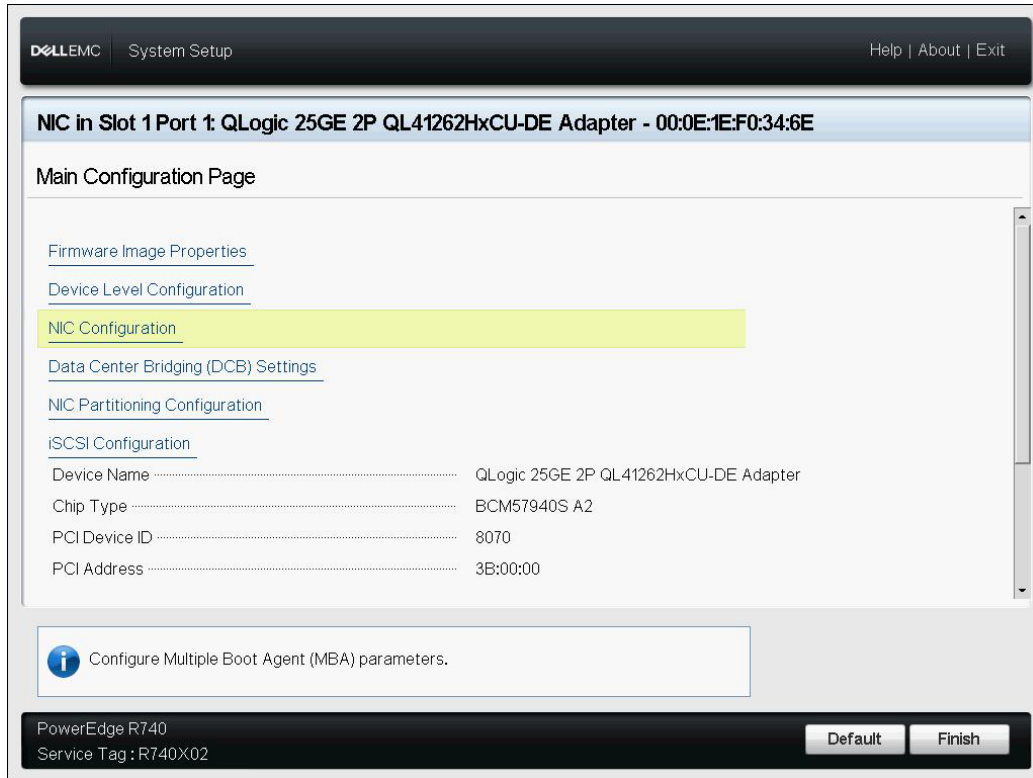 DELLEMC System Setup Help | About | Exit
NIC in Slot 1 Port 1: QLogic 25GE 2P QL41262HxCU-DE Adapter - 00:0E:1E:F0:34:6E
Main Configuration Page
Firmware Image Properties
Device Level Configuration
NIC Configuration
Data Center Bridging (DCB) Settings
NIC Partitioning Configuration
iSCSI Configuration
Device Name QLogic 25GE 2P QL41262HxCU-DE Adapter
Chip Type BCM57940S A2
PCI Device ID 8070
PCI Address 3B:00:00
Configure Multiple Boot Agent (MBA) parameters.
PowerEdge R740
Service Tag : R740X02
Default Finish